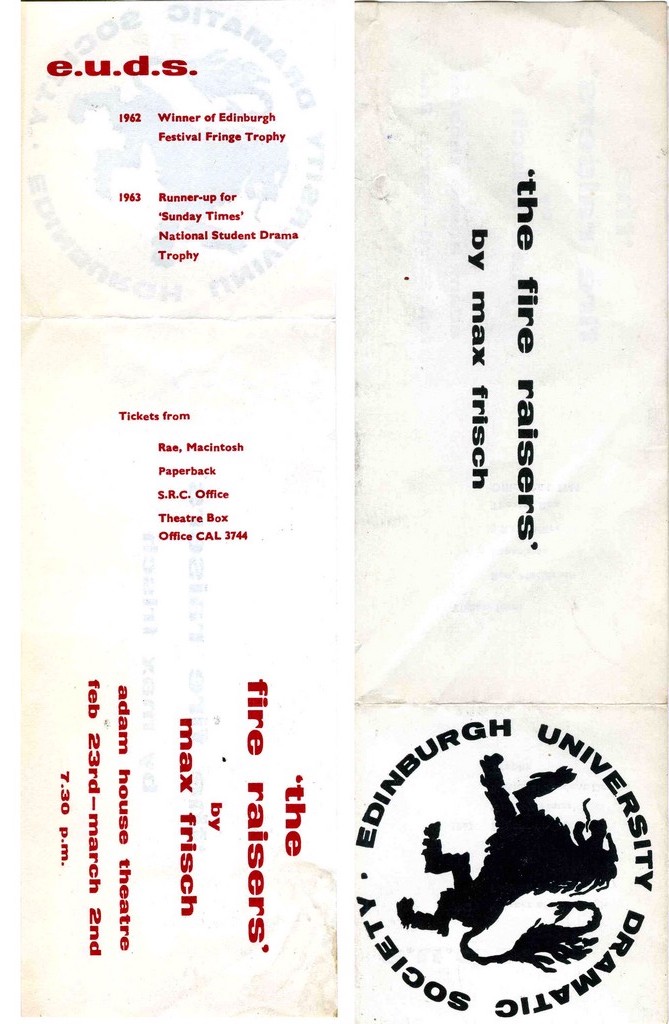 e.u.d.s.
1962 Winner of Edinburgh
Festival Fringe Trophy
1963 Runner-up for
'Sunday Times'
National Student Drama
Trophy
Tickets from
Rae, Macintosh
Paperback
S.R.C. Office
Theatre Box
Office CAL 3744
'the
fire raisers'
by
max frisch
adam house theatre
feb 23rd-march 2nd
7.30 p.m.
'the fire raisers'
by max frisch
EDINBURGH UNIVERSITY DRAMATIC SOCIETY ·